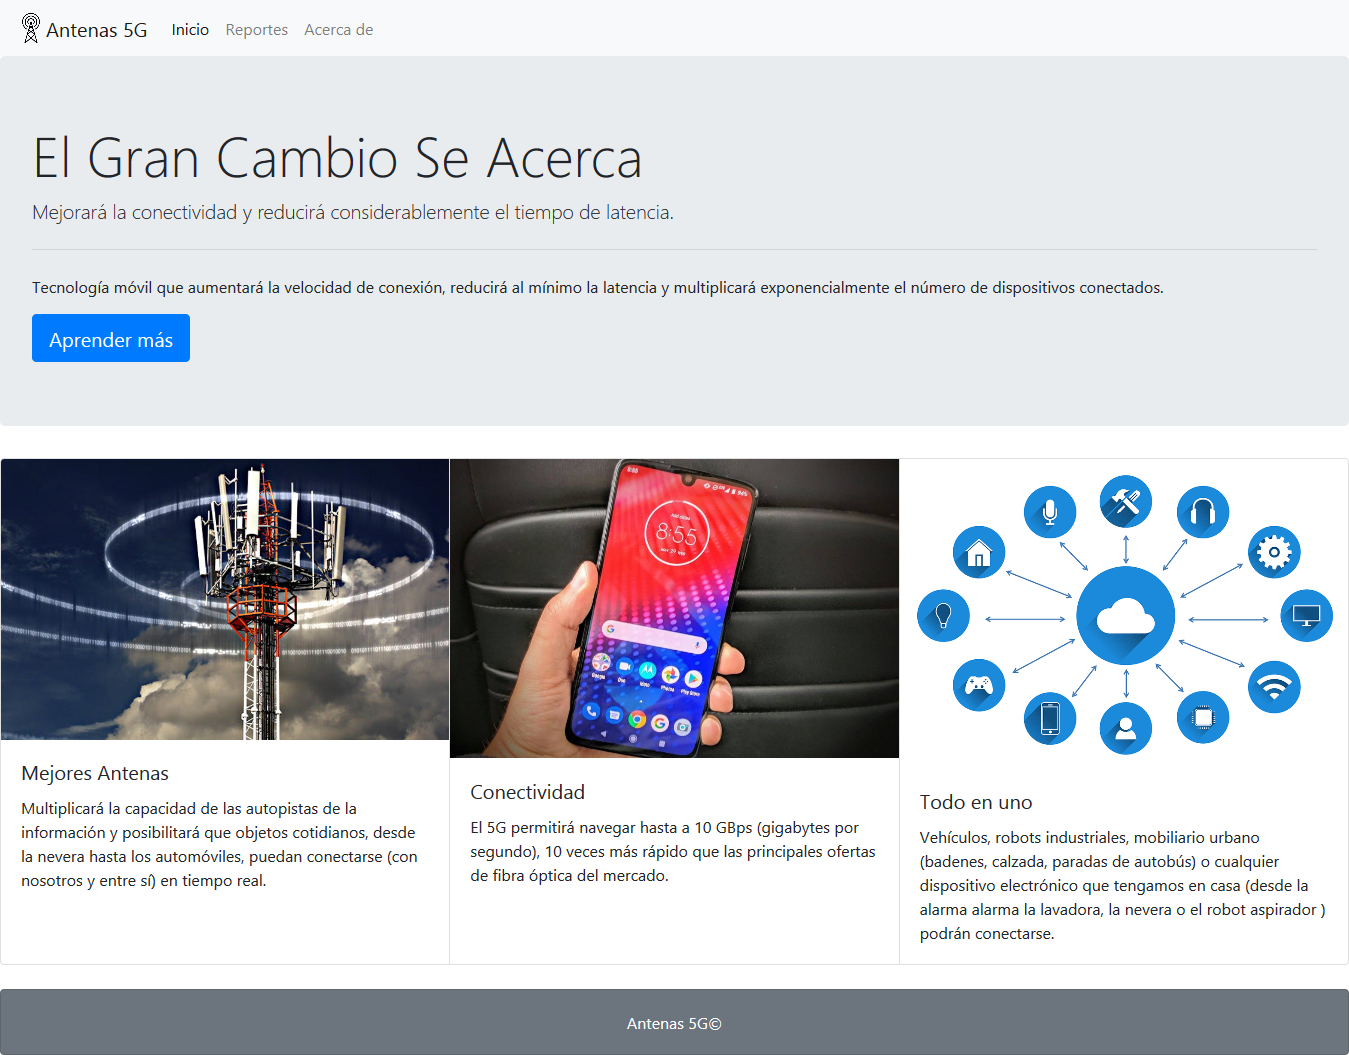 Antenas 5G Inicio Reportes Acerca de
El Gran Cambio Se Acerca
Mejorará la conectividad y reducirá considerablemente el tiempo de latencia.
Tecnología móvil que aumentará la velocidad de conexión, reducirá al mínimo la latencia y multiplicará exponencialmente el número de dispositivos conectados.
Aprender más
8:55
Google
Duo
Photos
Play Store
Mejores Antenas
Multiplicará la capacidad de las autopistas de la
información y posibilitará que objetos cotidianos, desde
la nevera hasta los automóviles, puedan conectarse (con
nosotros y entre sí) en tiempo real.
Conectividad
El 5G permitirá navegar hasta a 10 GBps (gigabytes por
segundo), 10 veces más rápido que las principales ofertas
de fibra óptica del mercado.
Todo en uno
Vehículos, robots industriales, mobiliario urbano
(badenes, calzada, paradas de autobús) o cualquier
dispositivo electrónico que tengamos en casa (desde la
alarma alarma la lavadora, la nevera o el robot aspirador )
podrán conectarse.
Antenas 5G©